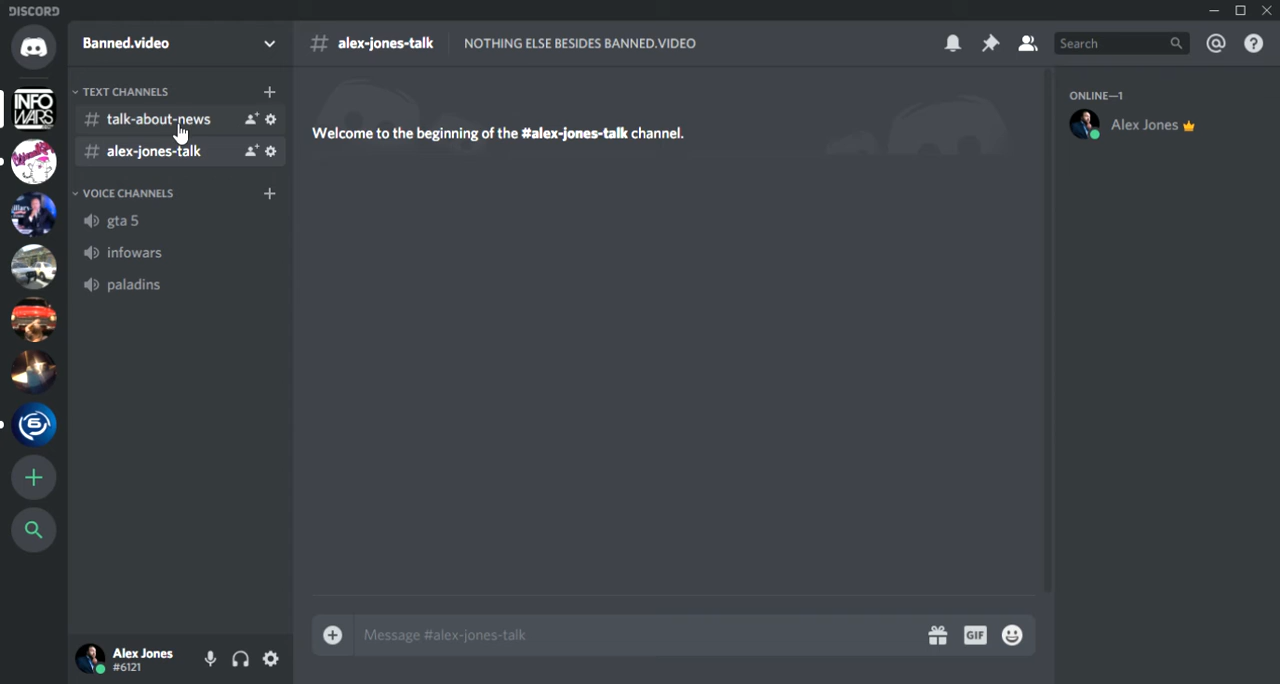 DISCORD
Banned.video
alex-jones-talk
NOTHING ELSE BESIDES BANNED.VIDEO
Search
INFO
WARS
TEXT CHANNELS
talk-about-news
alex-jones-talk
VOICE CHANNELS
gta 5
infowars
paladins
Welcome to the beginning of the #alex-jones-talk channel.
ONLINE—1
Alex Jones
6
Message #alex-jones-talk
GIF
Alex Jones
#6121